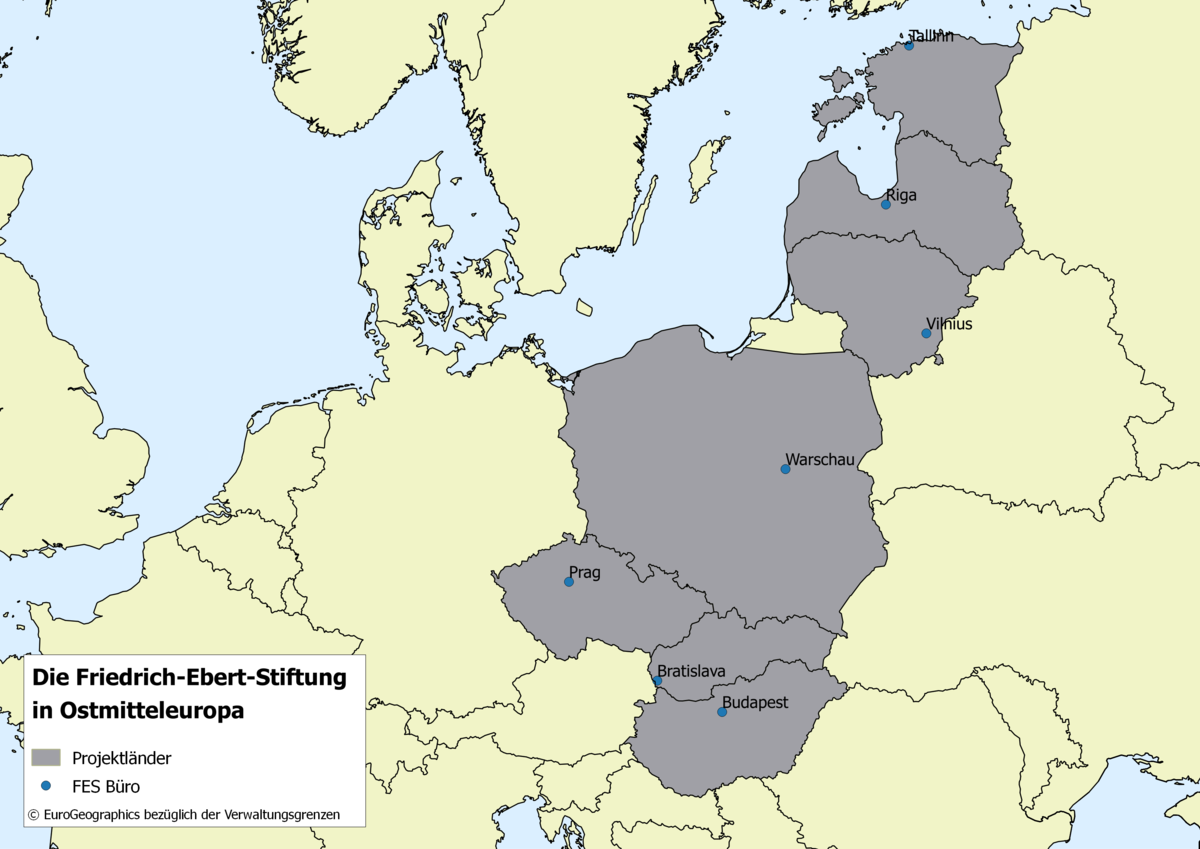 Tallinn
Riga
Vilnius
Warschau
Prag
Bratislava
Budapest
Die Friedrich-Ebert-Stiftung
in Ostmitteleuropa
Projektländer
FES Büro
© EuroGeographics bezüglich der Verwaltungsgrenzen